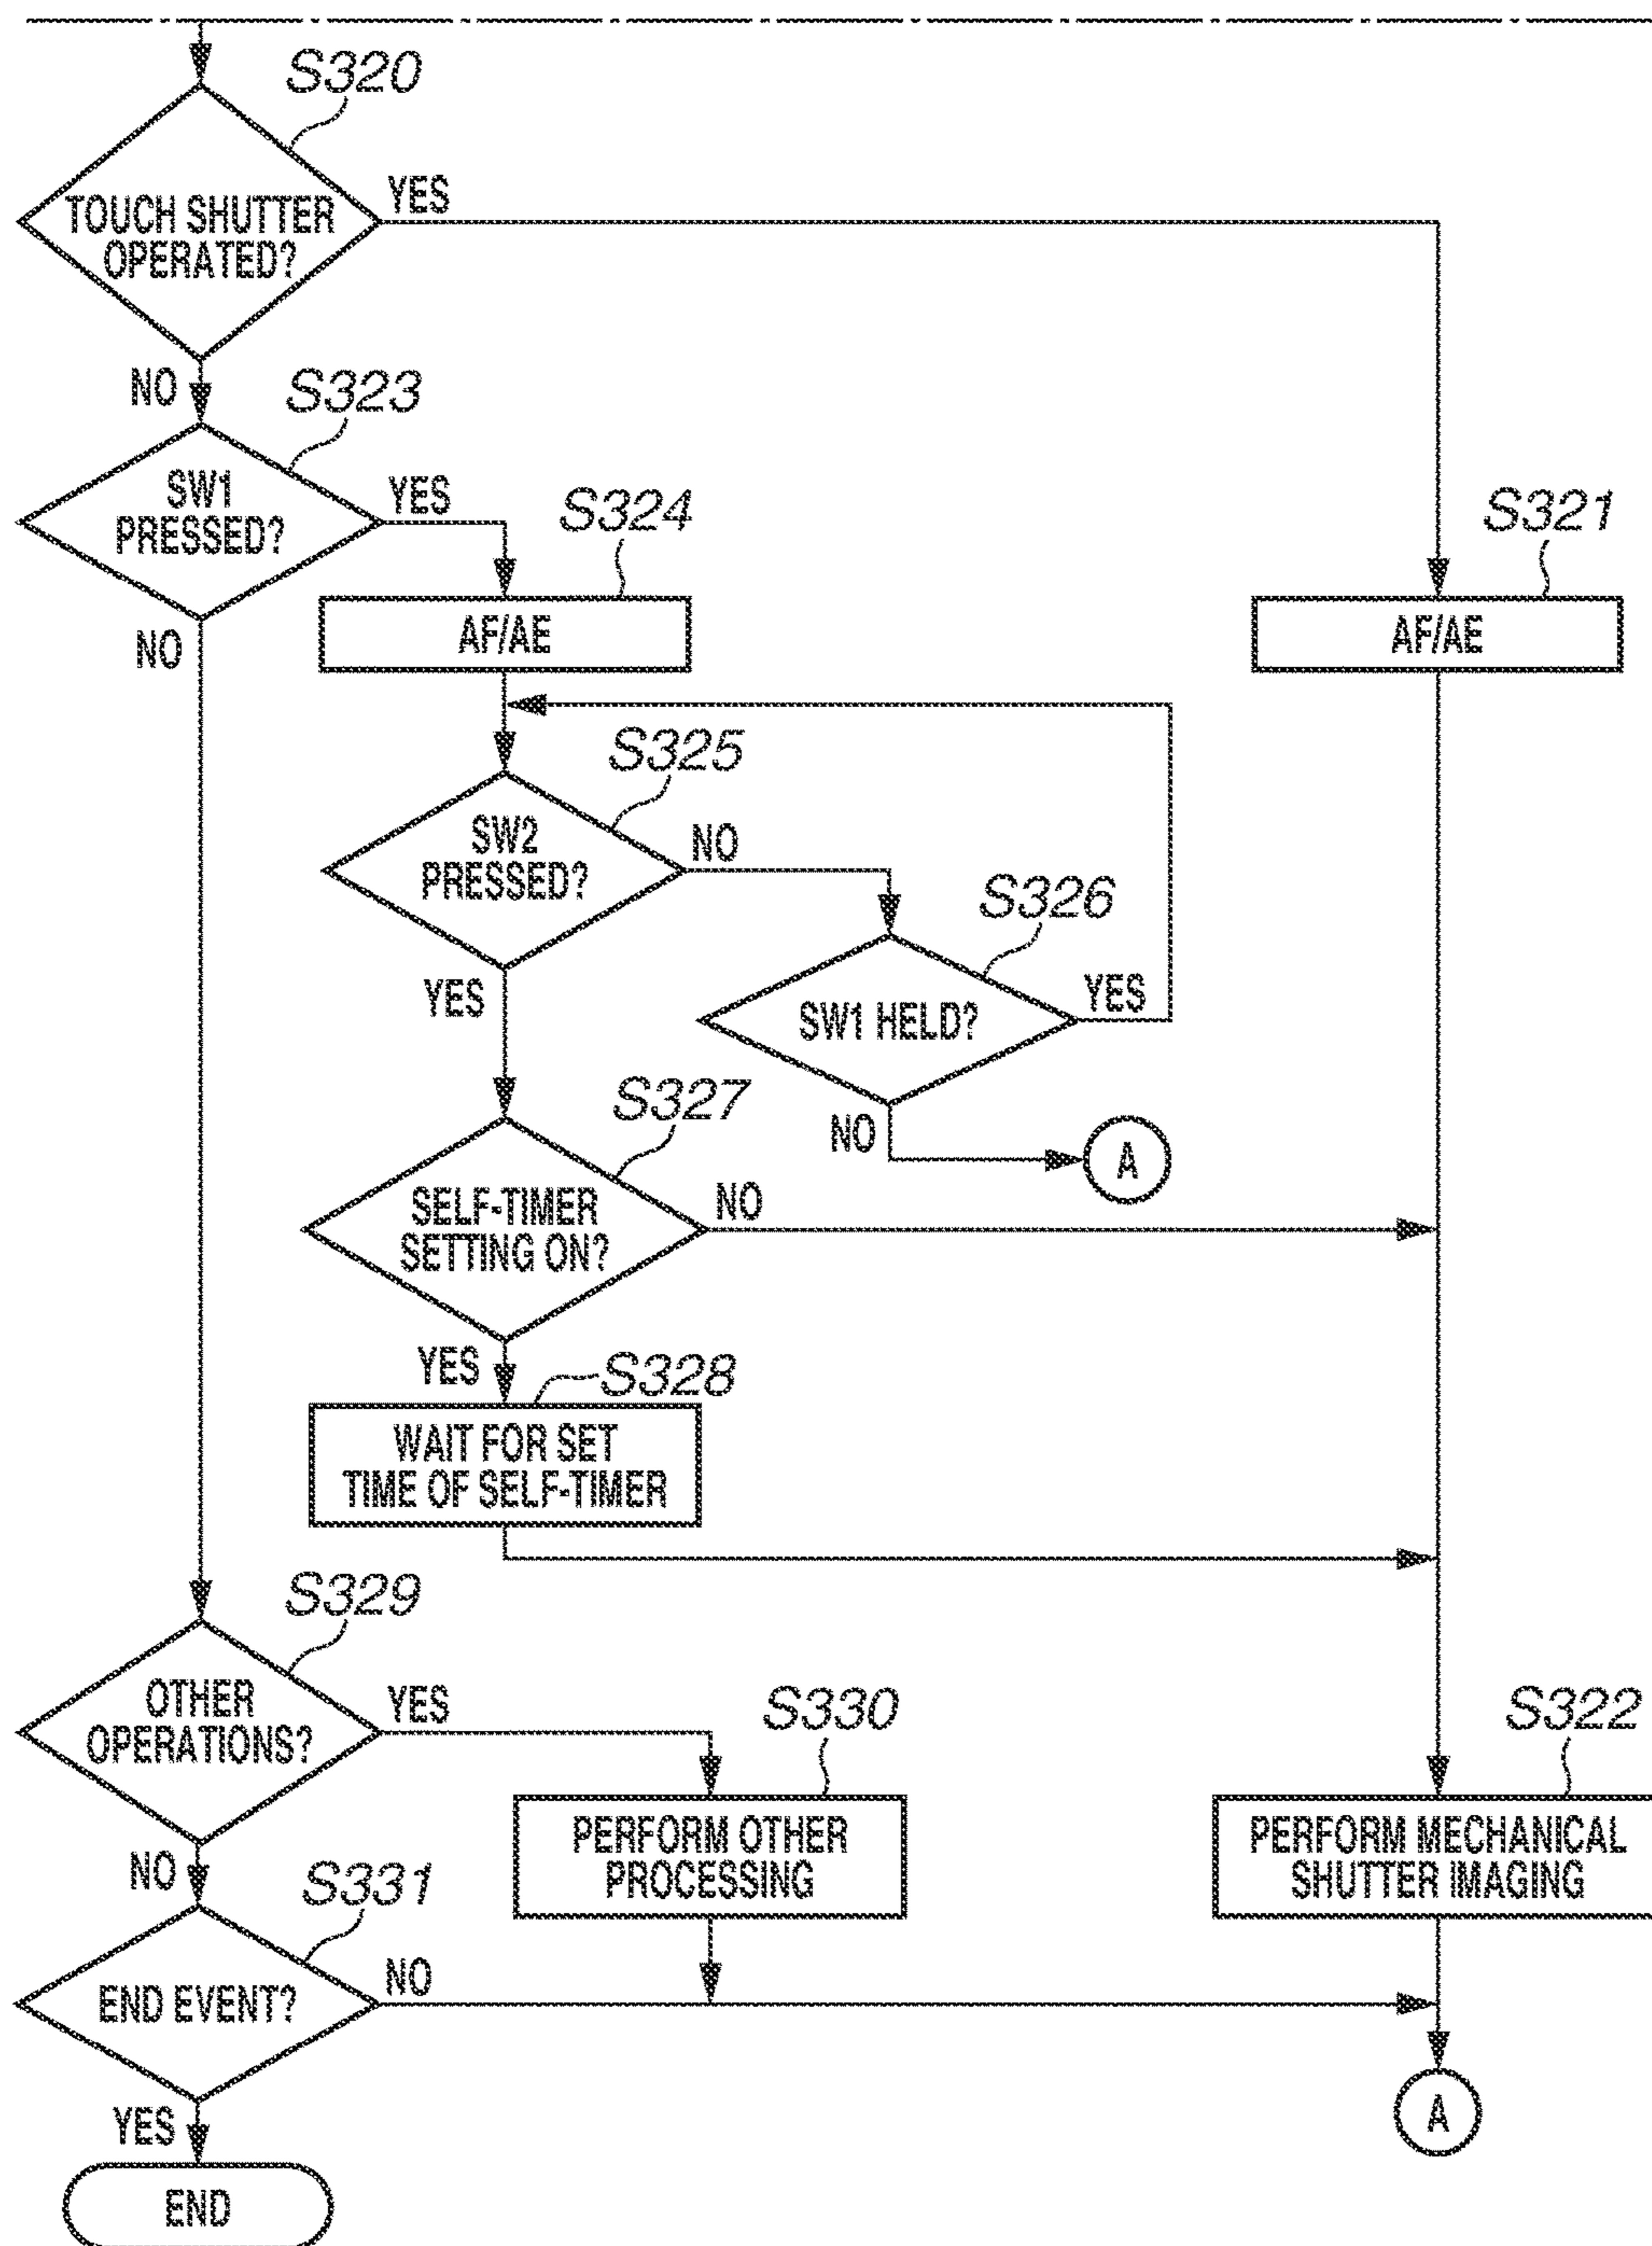 S320
TOUCH SHUTTER
OPERATED?
YES
NO
S323
SW1
PRESSED?
YES
NO
S324
AF/AE
S321
AF/AE
S325
SW2
PRESSED?
NO
YES
S326
SW1 HELD?
YES
NO
A
S327
SELF-TIMER
SETTING ON?
NO
YES
S328
WAIT FOR SET
TIME OF SELF-TIMER
S329
OTHER
OPERATIONS?
YES
NO
S330
PERFORM OTHER
PROCESSING
S322
PERFORM MECHANICAL
SHUTTER IMAGING
S331
END EVENT?
NO
YES
A
END